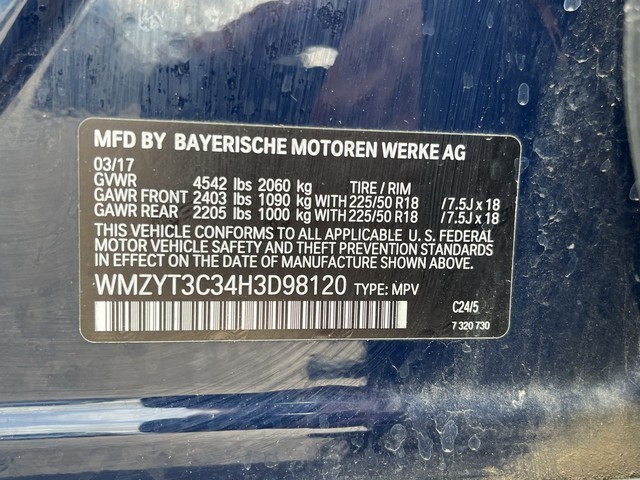 MFD BY BAYERISCHE MOTOREN WERKE AG
03/17
GVWR 4542 lbs 2060 kg TIRE / RIM
GAWR FRONT 2403 lbs 1090 kg WITH 225/50 R18 /7.5J x 18
GAWR REAR 2205 lbs 1000 kg WITH 225/50 R18 /7.5J x 18
THIS VEHICLE CONFORMS TO ALL APPLICABLE U. S. FEDERAL
MOTOR VEHICLE SAFETY AND THEFT PREVENTION STANDARDS
IN EFFECT ON THE DATE OF MANUFACTURE SHOWN ABOVE.
WMZYT3C34H3D98120 TYPE: MPV
C24/5
7 320 730